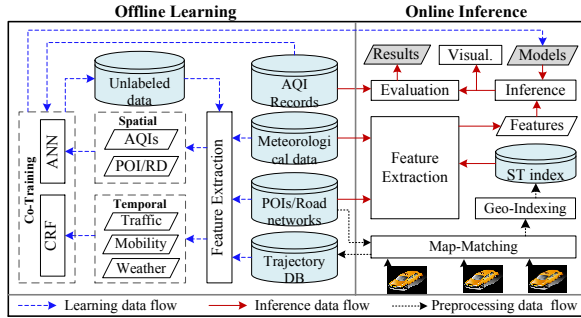 Offline Learning
Online Inference
Results
Visual.
Models
Unlabeled
data
AQI
Records
Evaluation
Inference
Co-Training
ANN
CRF
Spatial
AQIs
POI/RD
Temporal
Traffic
Mobility
Weather
Feature Extraction
Meteorologi
cal data
POIs/Road
networks
Trajectory
DB
Feature
Extraction
Features
ST index
Geo-Indexing
Map-Matching
Learning data flow
Inference data flow
Preprocessing data flow